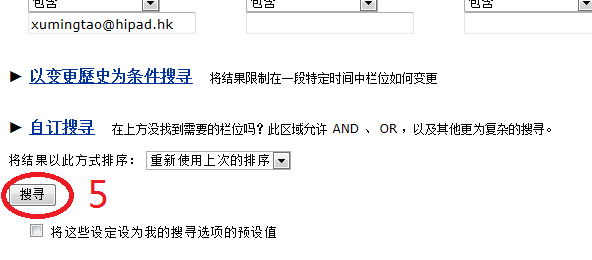 包含 包含 包含
xumingtao@hipad.hk
► 以变更歷史为条件搜寻 将结果限制在一段特定时间中栏位如何变更
► 自订搜寻 在上方没找到需要的栏位吗？此区域允许 AND 、 OR ，以及其他更为复杂的搜寻。
将结果以此方式排序： 重新使用上次的排序
搜寻 5
将这些设定设为我的搜寻选项的预设值